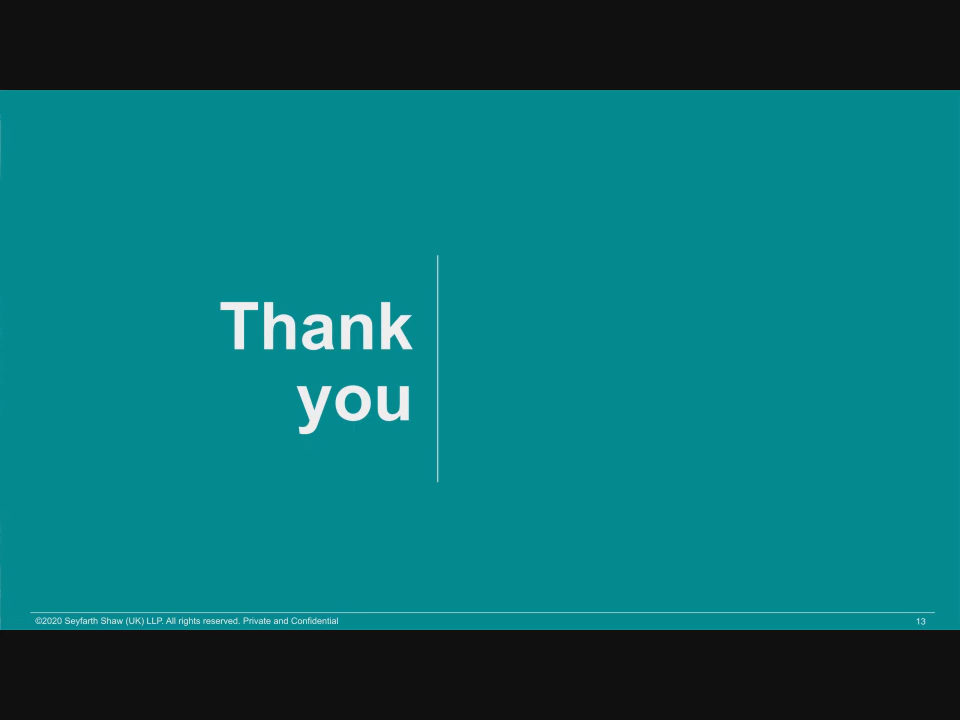 Thank
you
©2020 Seyfarth Shaw (UK) LLP. All rights reserved. Private and Confidential
13